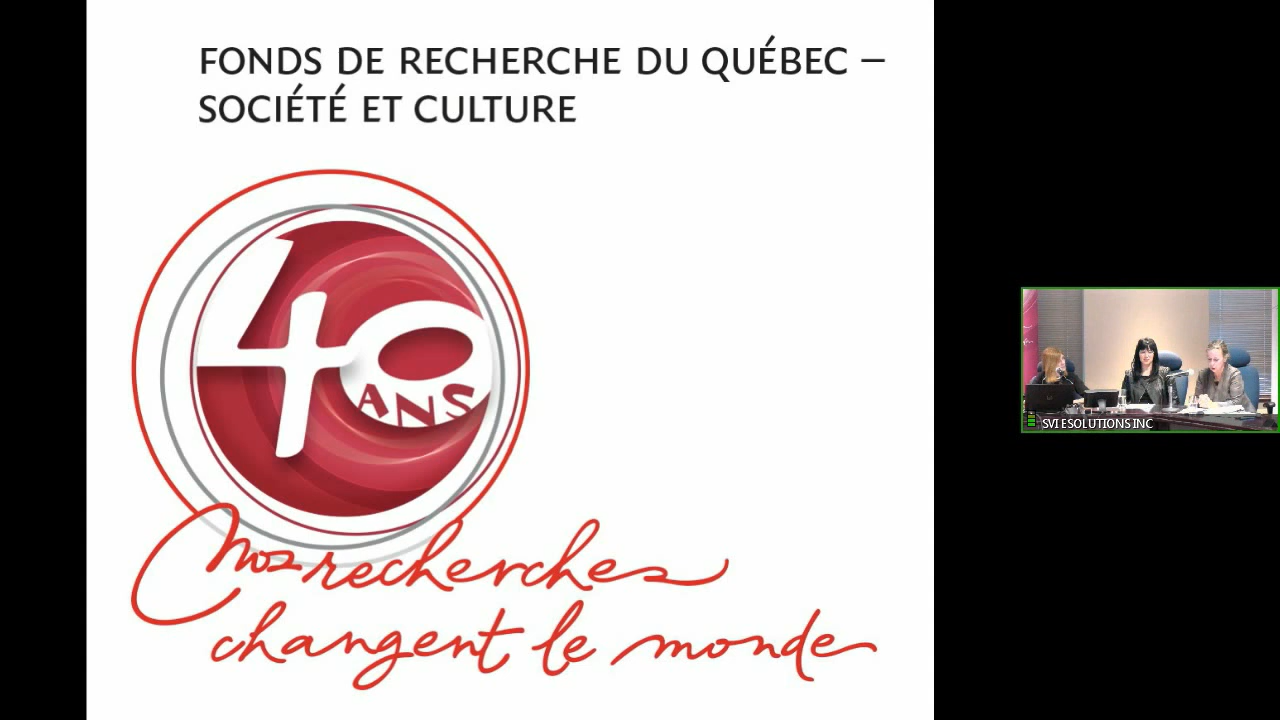 FONDS DE RECHERCHE DU QUÉBEC –
SOCIÉTÉ ET CULTURE
40
ANS
Nos recherches
changent le monde
SVI ESOLUTIONS INC